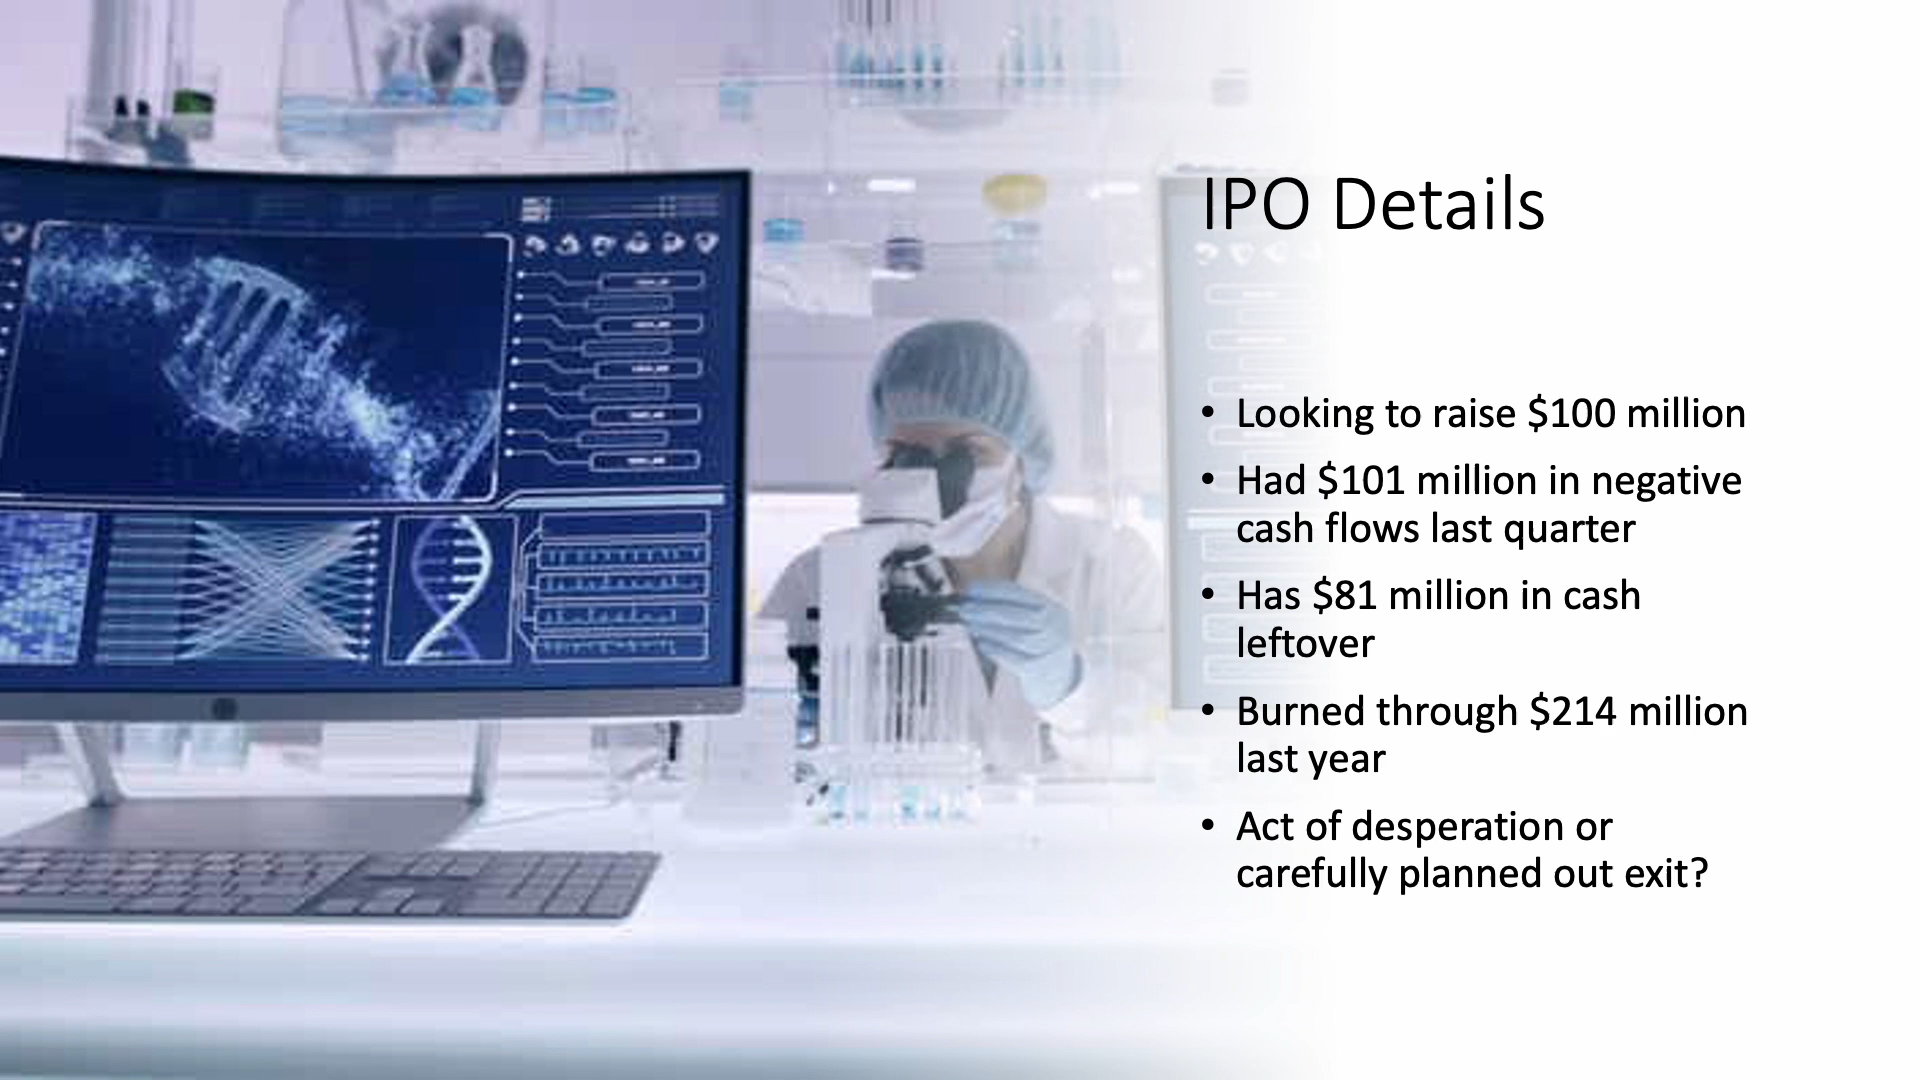 IPO Details
• Looking to raise $100 million
• Had $101 million in negative
cash flows last quarter
• Has $81 million in cash
leftover
• Burned through $214 million
last year
• Act of desperation or
carefully planned out exit?